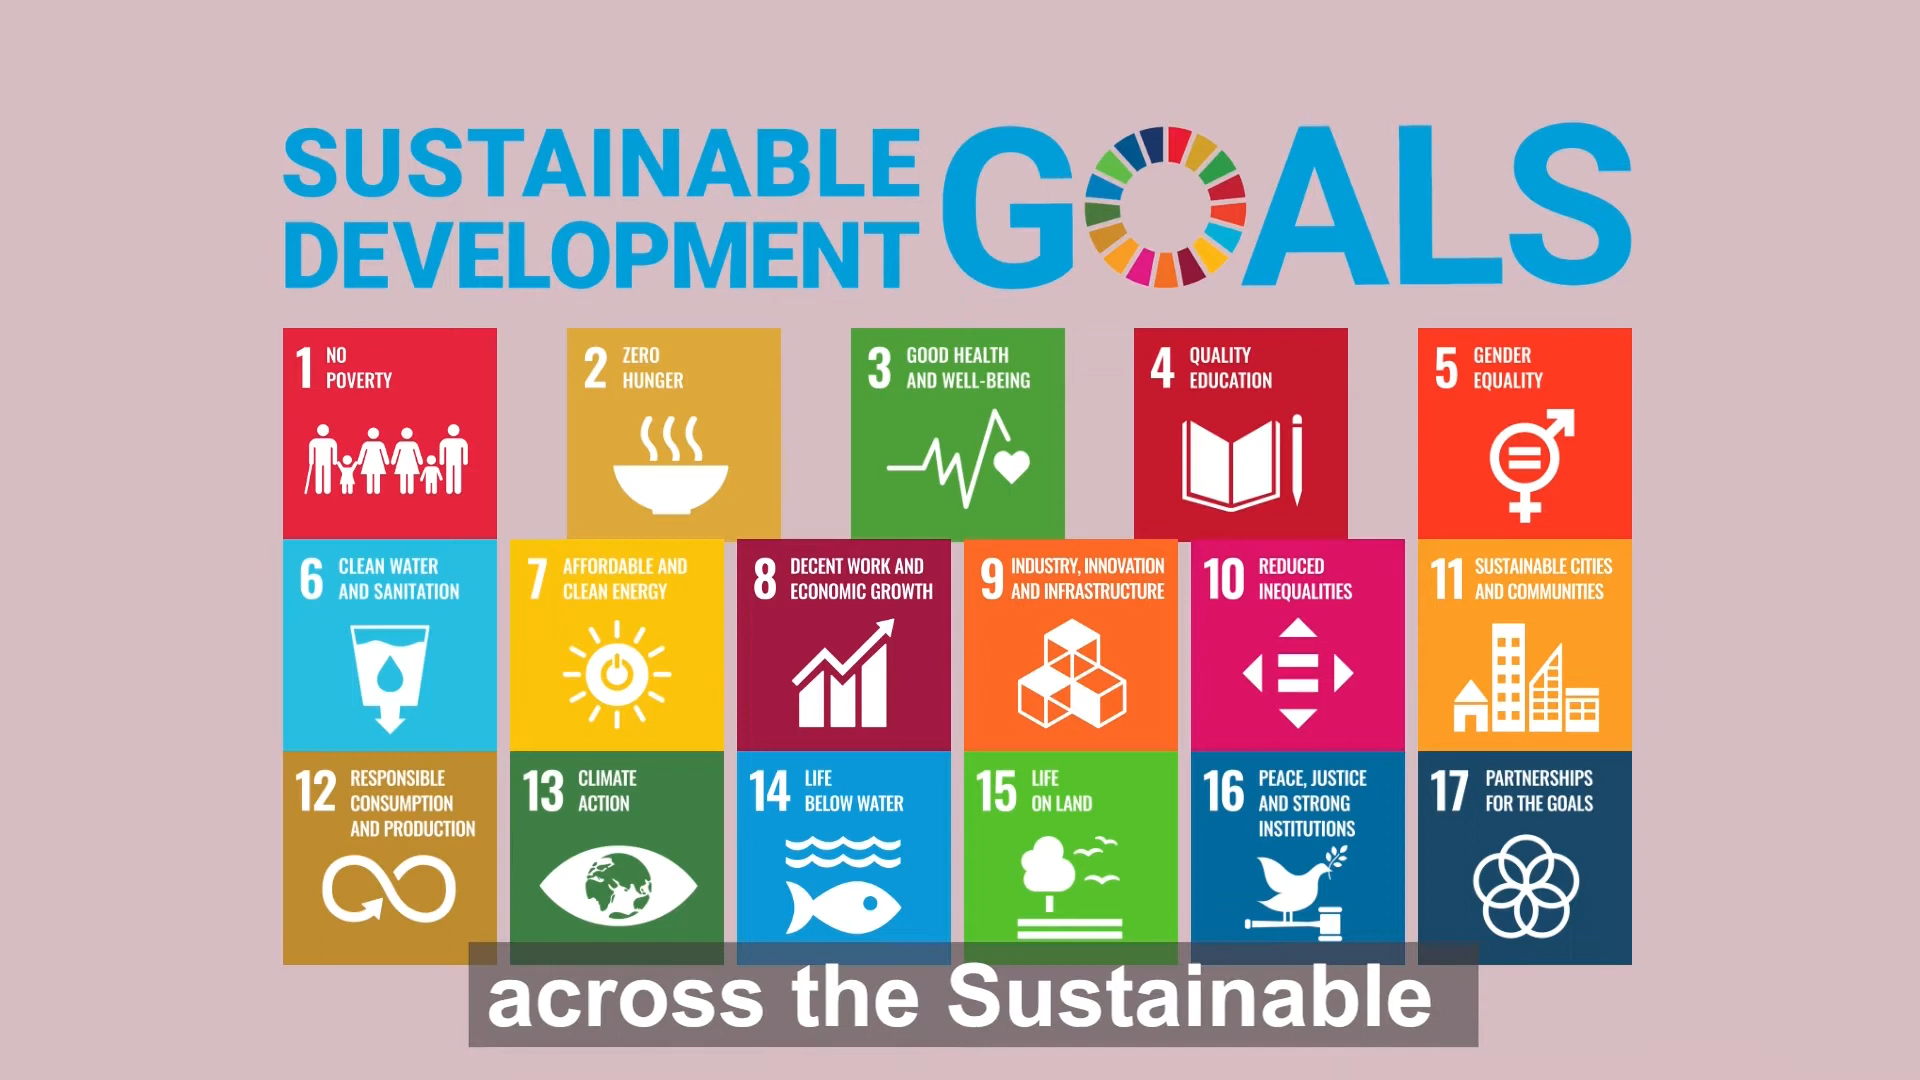 SUSTAINABLE
DEVELOPMENT
GOALS
1 NO
POVERTY
2 ZERO
HUNGER
3 GOOD HEALTH
AND WELL-BEING
4 QUALITY
EDUCATION
5 GENDER
EQUALITY
6 CLEAN WATER
AND SANITATION
7 AFFORDABLE AND
CLEAN ENERGY
8 DECENT WORK AND
ECONOMIC GROWTH
9 INDUSTRY, INNOVATION
AND INFRASTRUCTURE
10 REDUCED
INEQUALITIES
11 SUSTAINABLE CITIES
AND COMMUNITIES
12 RESPONSIBLE
CONSUMPTION
AND PRODUCTION
13 CLIMATE
ACTION
14 LIFE
BELOW WATER
15 LIFE
ON LAND
16 PEACE, JUSTICE
AND STRONG
INSTITUTIONS
17 PARTNERSHIPS
FOR THE GOALS
across the Sustainable